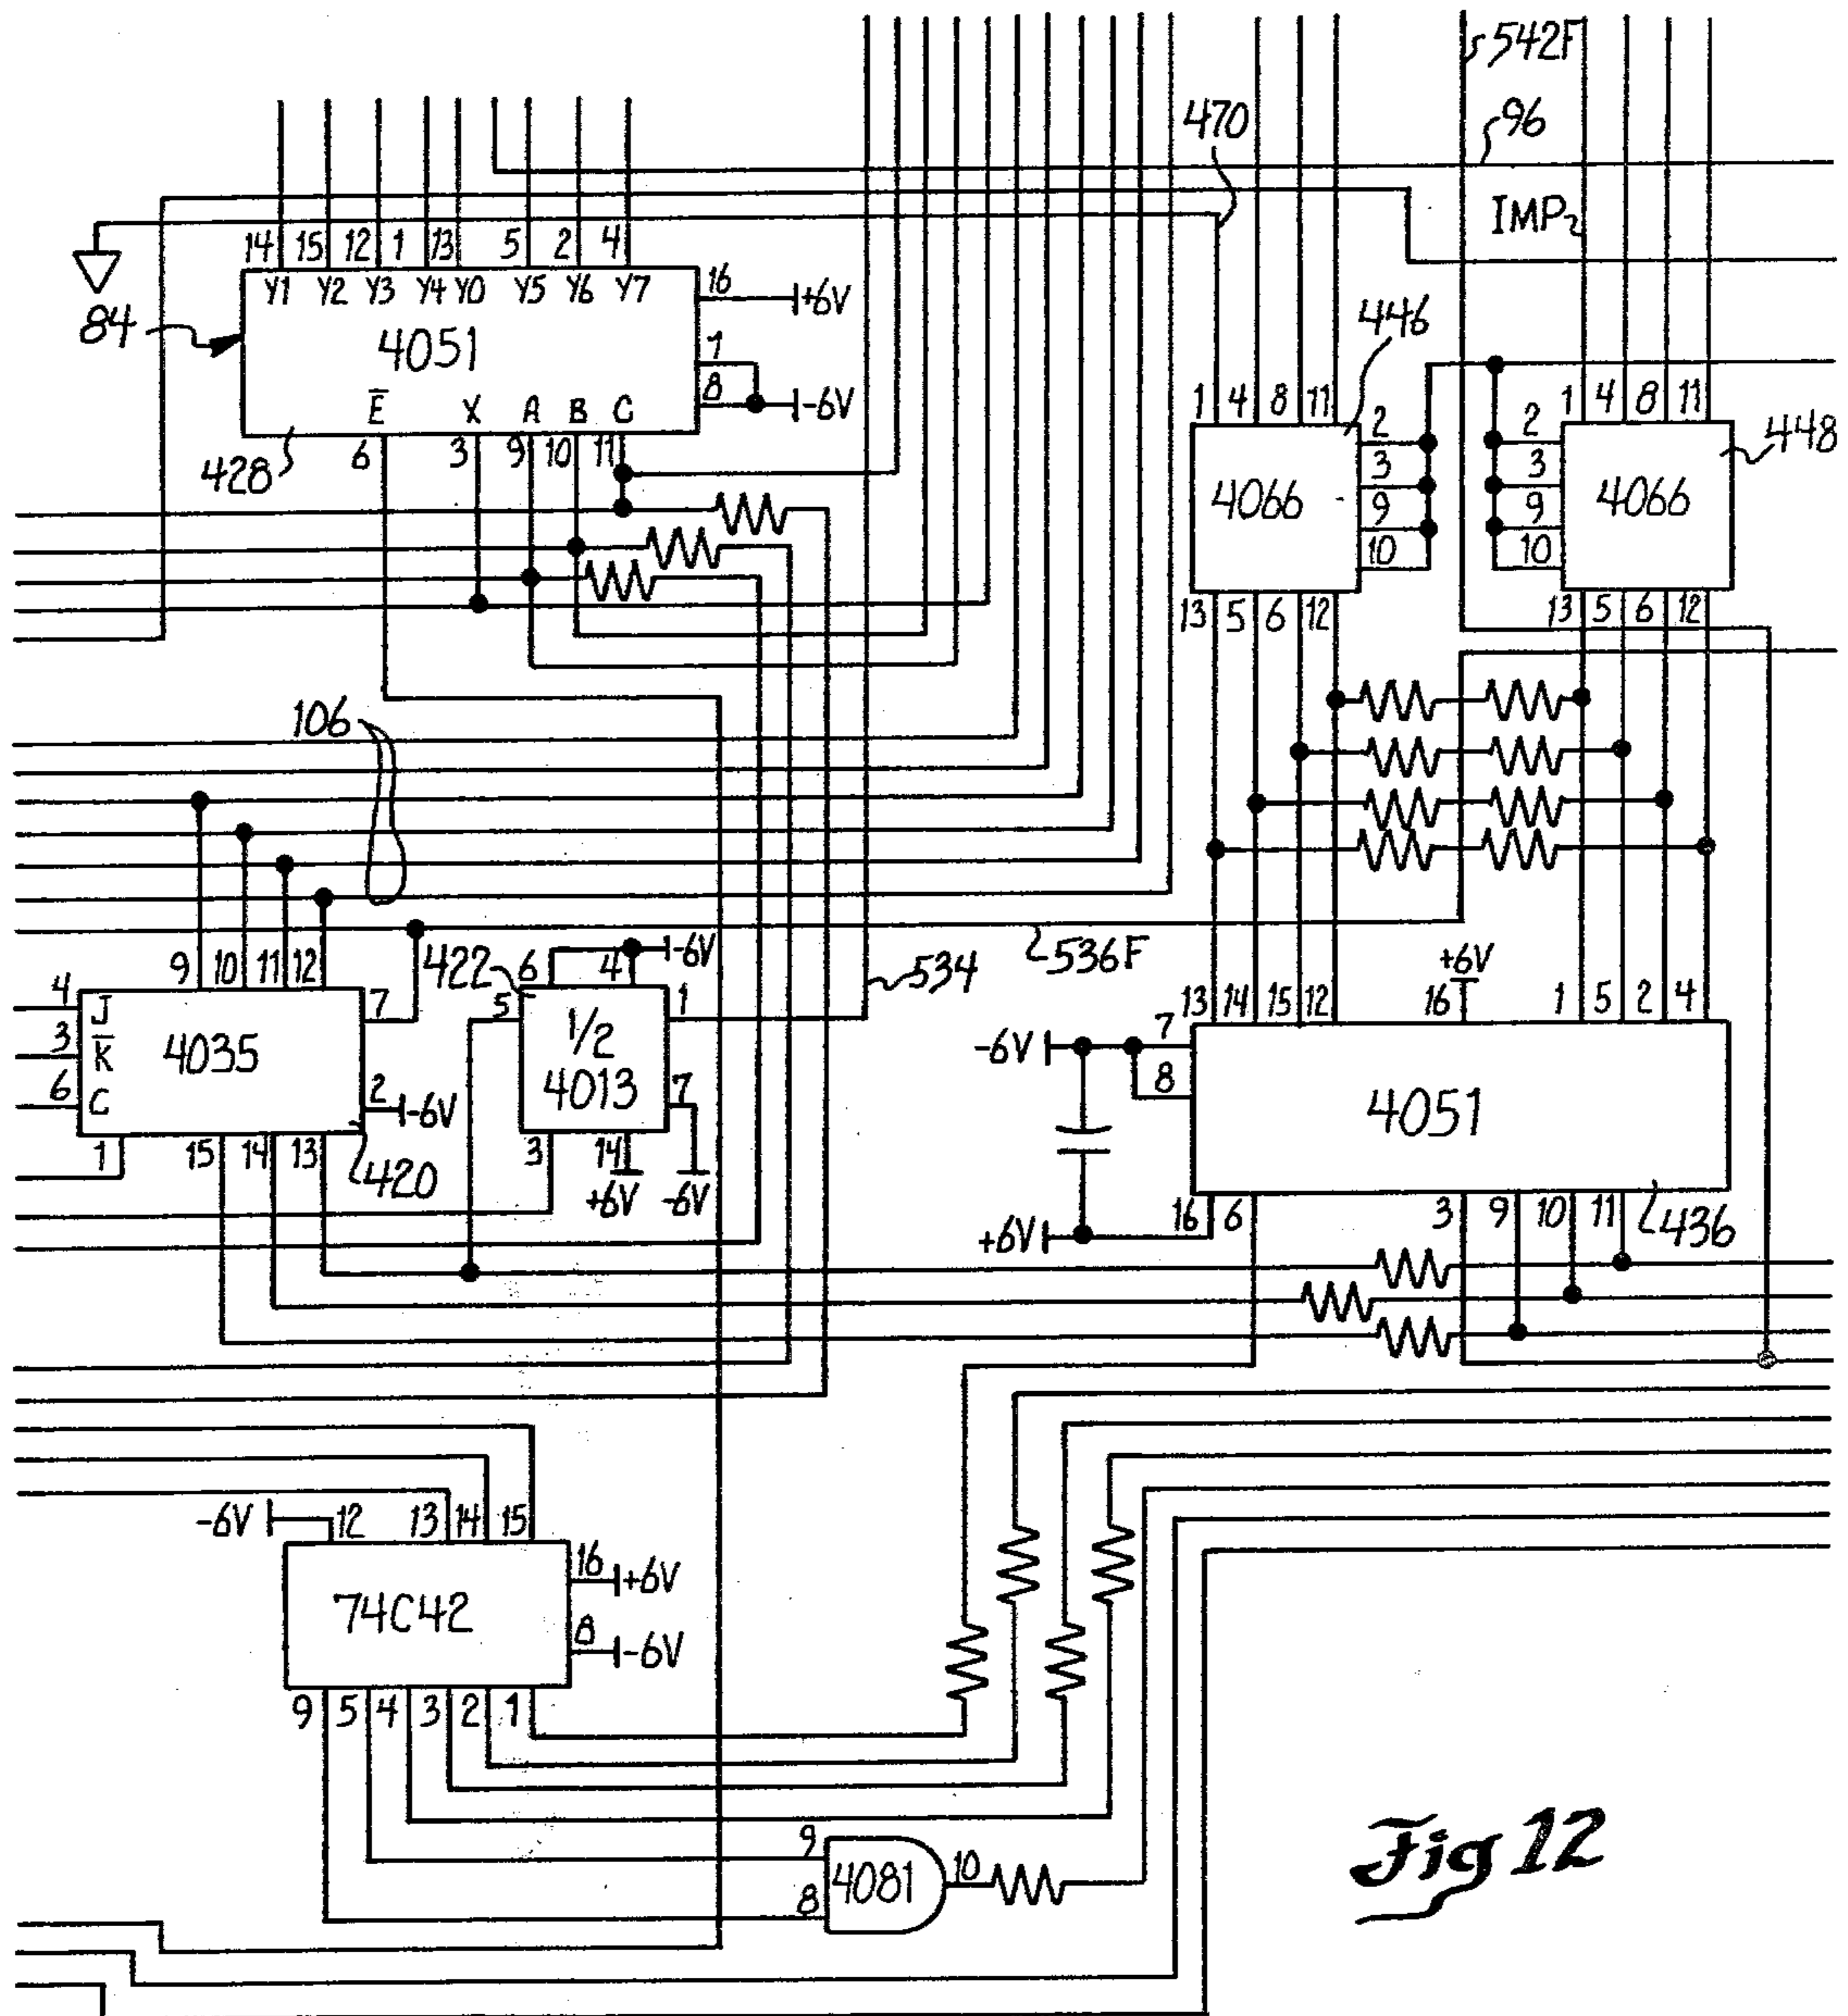 542F
470
96
IMP
14 15 12 1 13 5 2 4
Y1 Y2 Y3 Y4 Y0 Y5 Y6 Y7
16 +6V
84
4051
7
8 -6V
E̅ X A B C
6 3 9 10 11
428
446
1 4 8 11
2
3
9
10
4066
1 4 8 11
2
3
9
10
4066
448
13 5 6 12
13 5 6 12
106
536F
534
9 10 11 12
4 J
3 K̅
6 C
4035
7
2 -6V
1 15 14 13
420
422
6 4 -6V
5
1/2
4013
1
7
3 14
+6V -6V
+6V
13 14 15 12 16 1 5 2 4
-6V 7
8
4051
+6V 16 6 3 9 10 11
436
-6V 12 13 14 15
74C42
16 +6V
8 -6V
9 5 4 3 2 1
9
8
4081
10
Fig 12